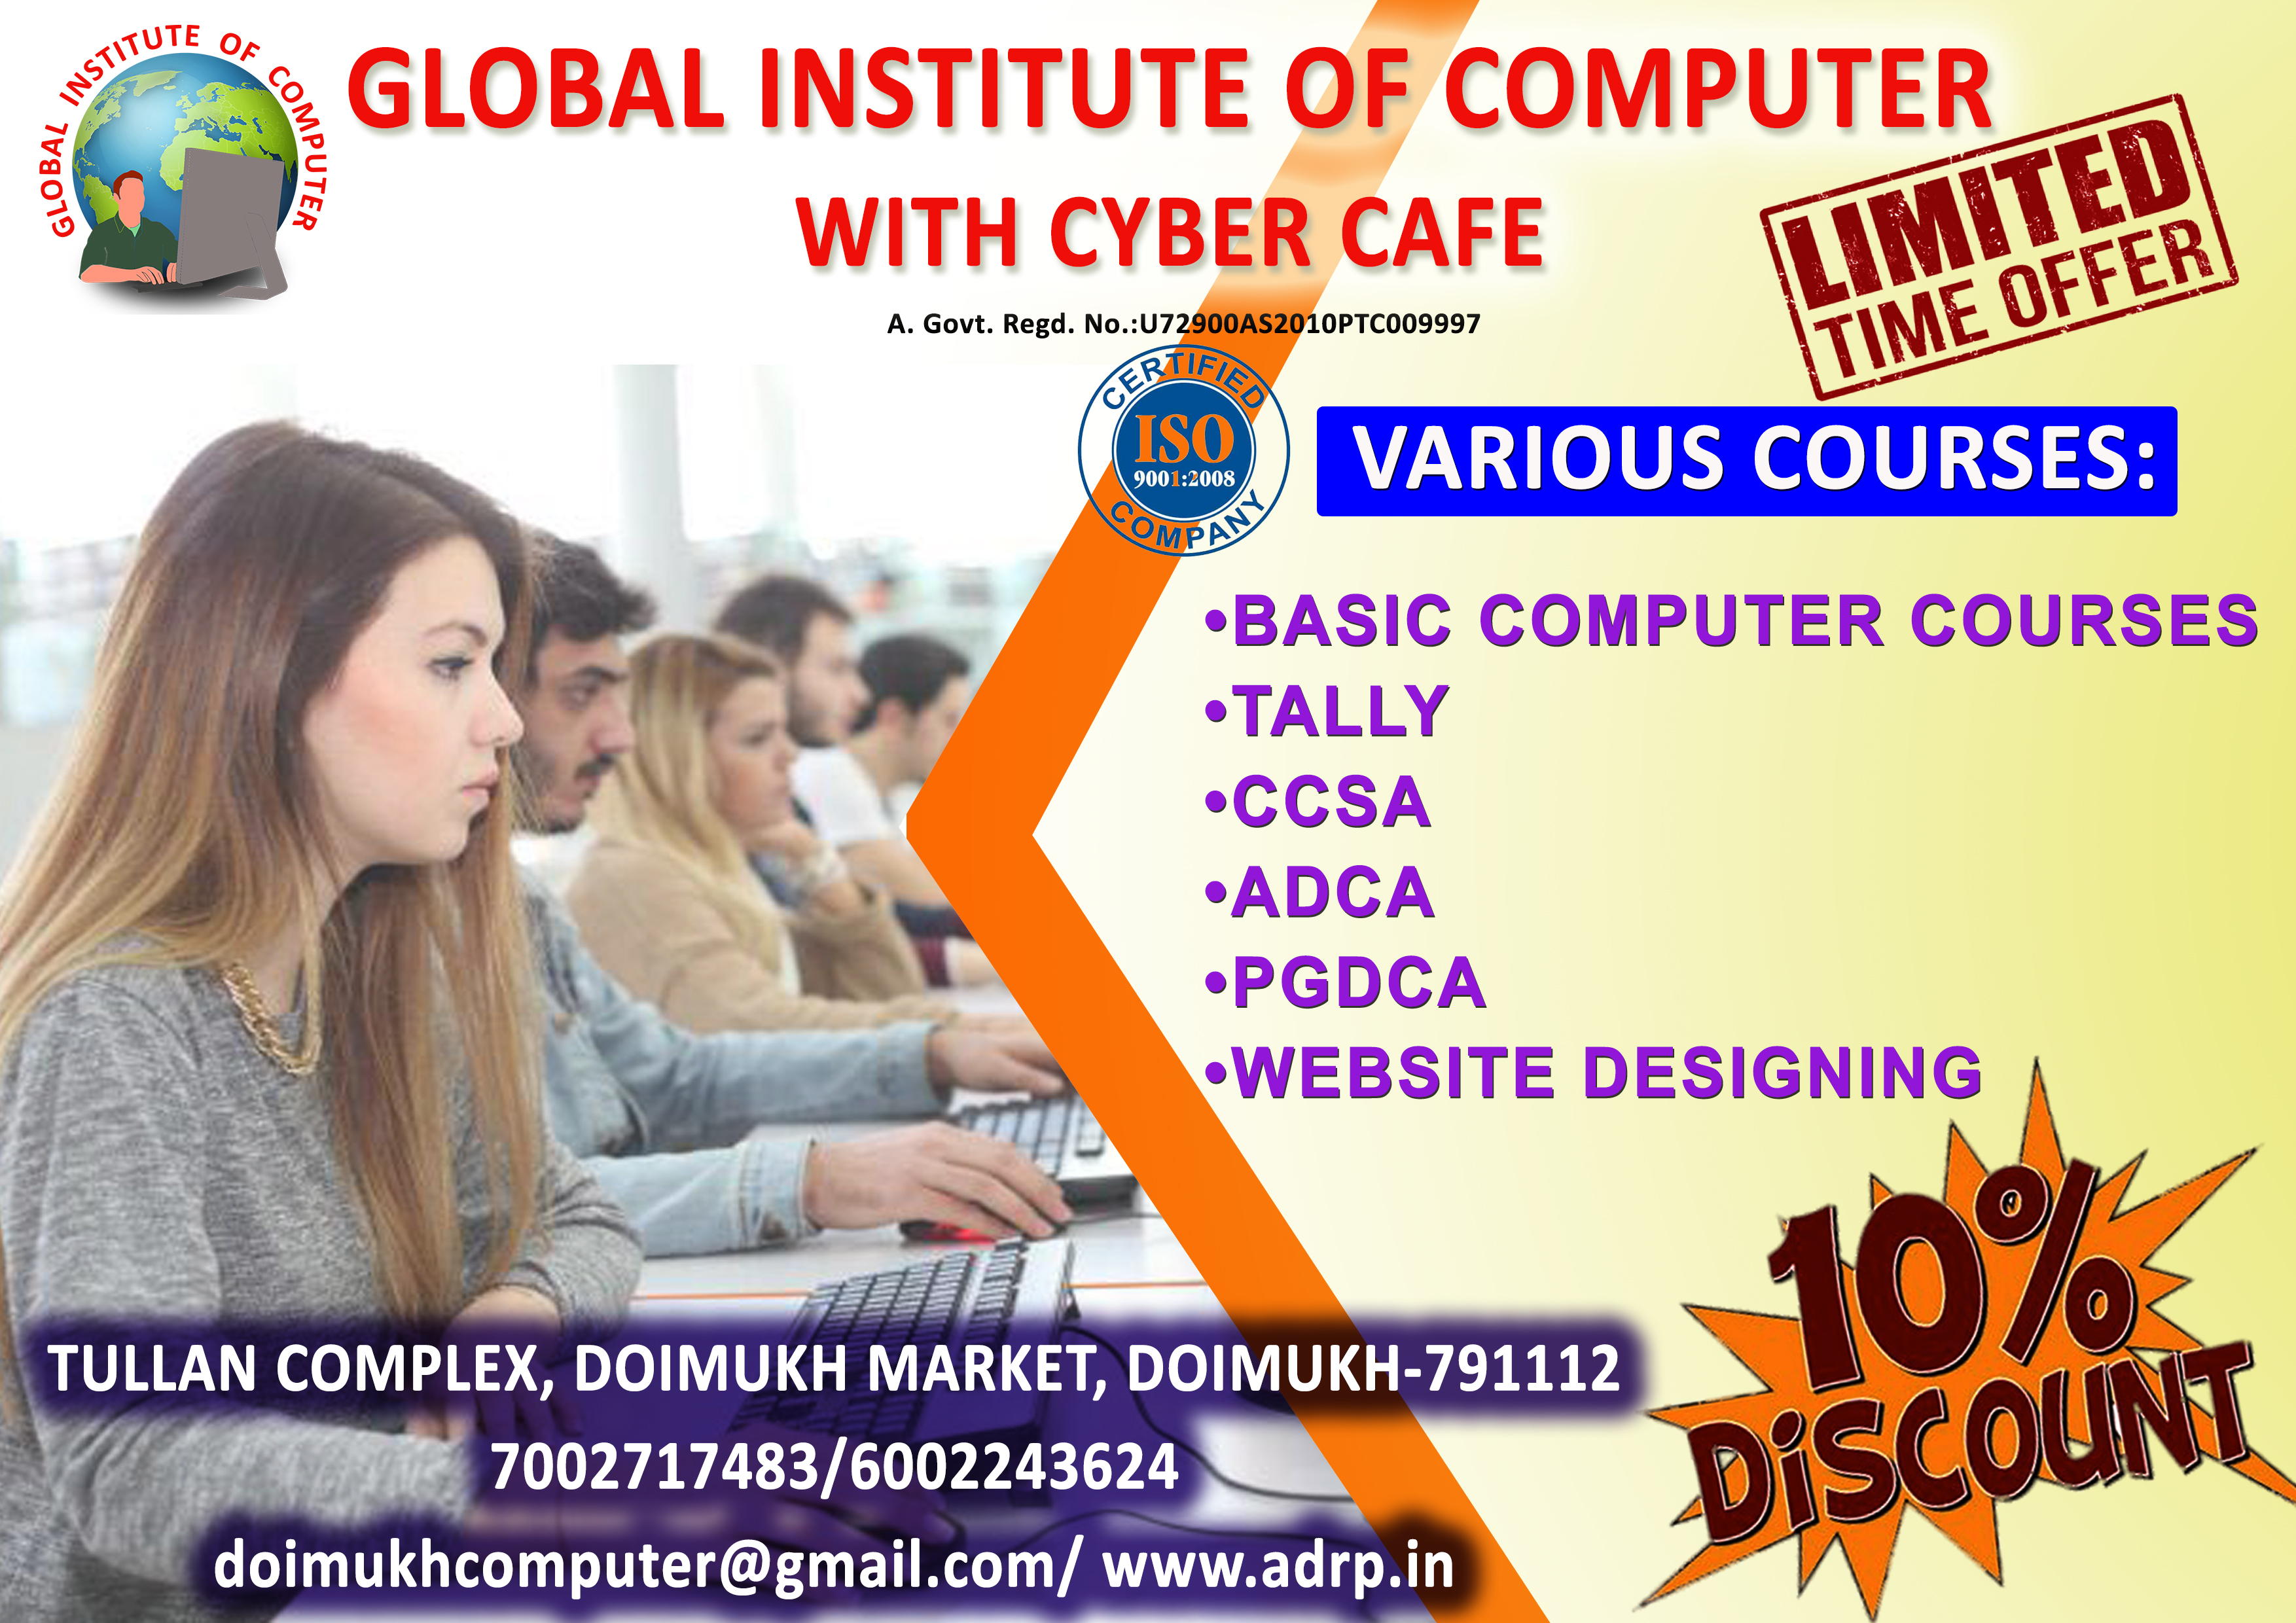 GLOBAL INSTITUTE OF COMPUTER
GLOBAL INSTITUTE OF COMPUTER
WITH CYBER CAFE
A. Govt. Regd. No.:U72900AS2010PTC009997
LIMITED
TIME OFFER
CERTIFIED
ISO
9001:2008
COMPANY
VARIOUS COURSES:
•BASIC COMPUTER COURSES
•TALLY
•CCSA
•ADCA
•PGDCA
•WEBSITE DESIGNING
10%
DiSCOUNT
TULLAN COMPLEX, DOIMUKH MARKET, DOIMUKH-791112
7002717483/6002243624
doimukhcomputer@gmail.com/ www.adrp.in